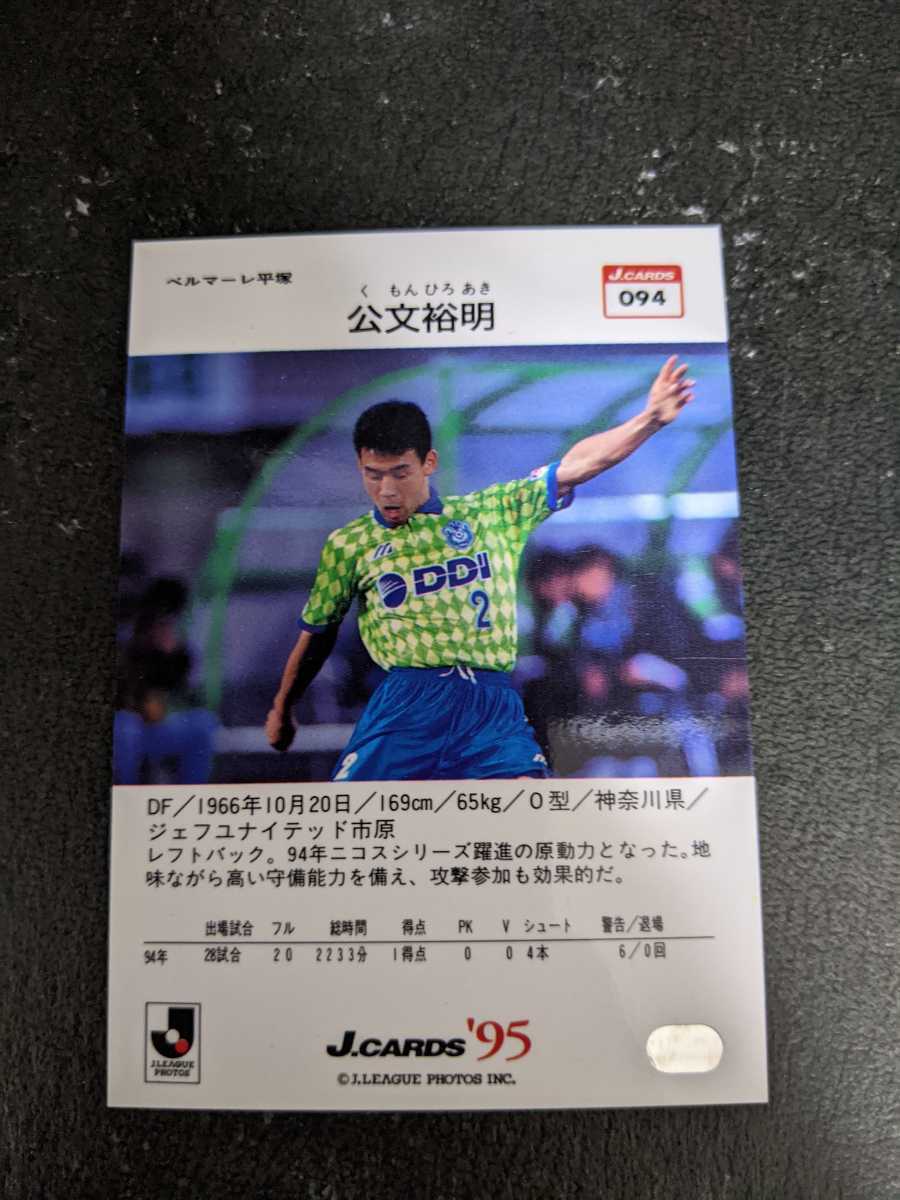 ベルマーレ平塚
J.CARDS
094
く もん ひろ あき
公文裕明
DDI
2
2
DF／1966年10月20日／169cm／65kg／O型／神奈川県／
ジェフユナイテッド市原
レフトバック。94年ニコスシリーズ躍進の原動力となった。地
味ながら高い守備能力を備え、攻撃参加も効果的だ。
出場試合 フル 総時間 得点 PK V シュート 警告／退場
94年 28試合 20 2233分 1得点 0 0 4本 6／0回
J.LEAGUE
PHOTOS
J.CARDS '95
©J.LEAGUE PHOTOS INC.